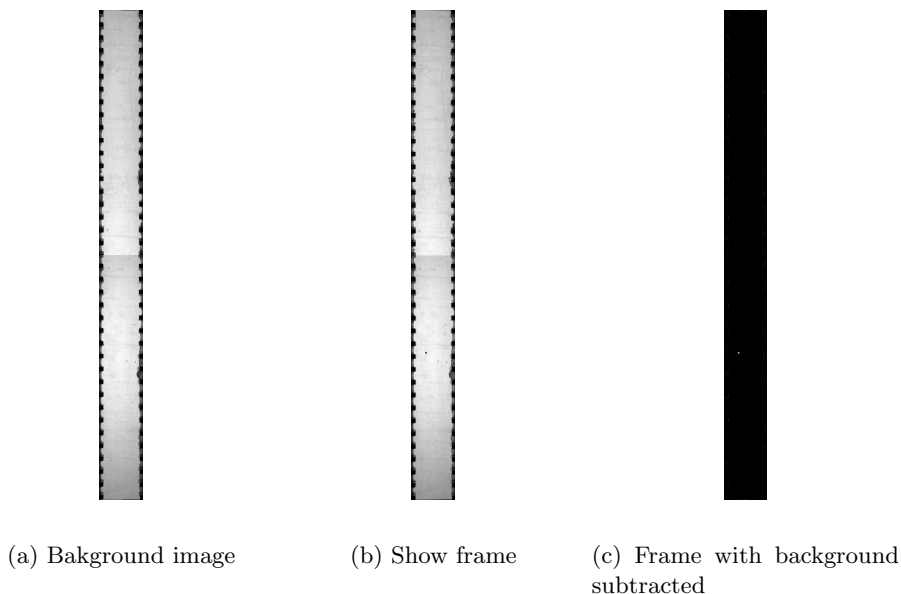 (a) Bakground image
(b) Show frame
(c) Frame with background
subtracted